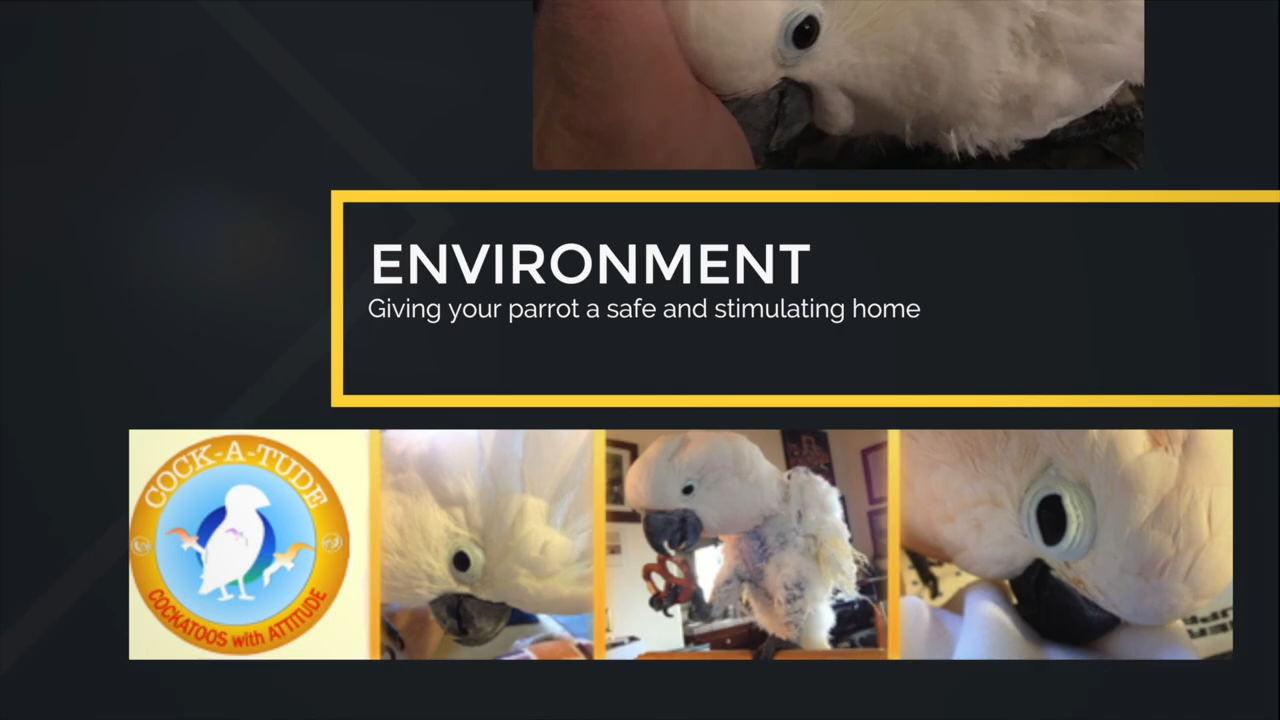 ENVIRONMENT
Giving your parrot a safe and stimulating home
COCK-A-TUDE
COCKATOOS with ATTITUDE